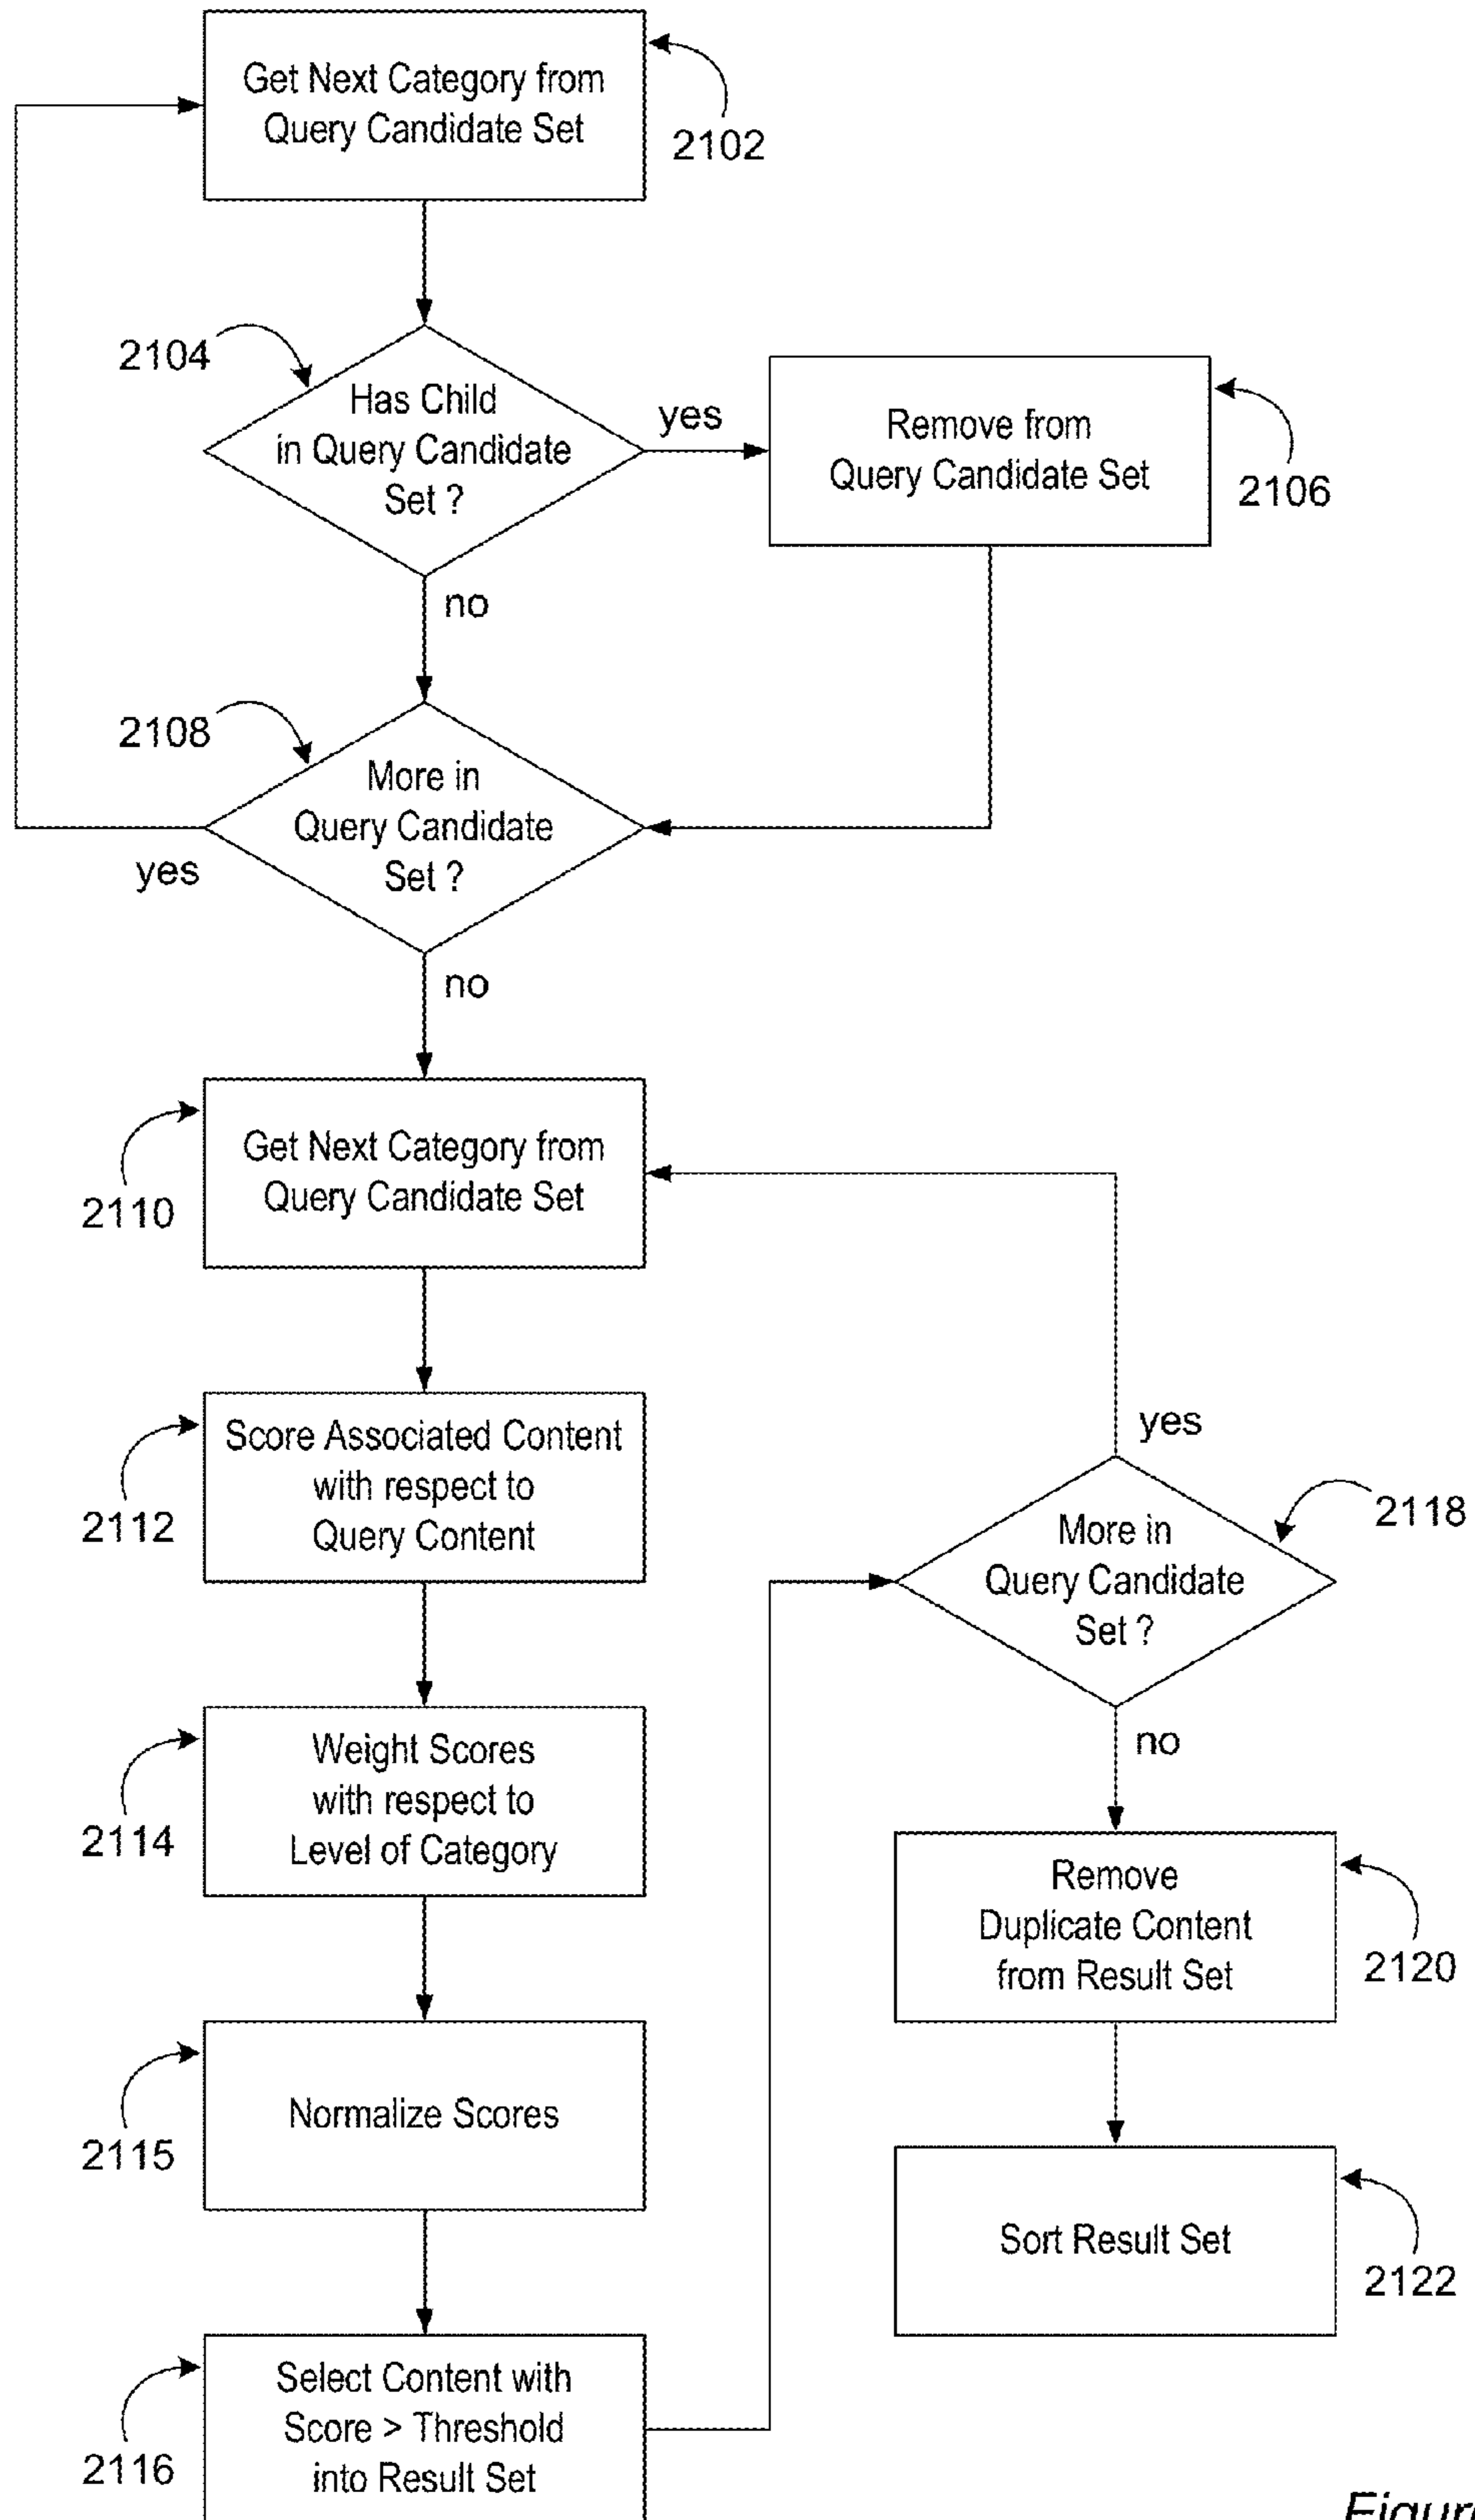 Get Next Category from
Query Candidate Set
2102
2104
Has Child
in Query Candidate
Set ?
yes
Remove from
Query Candidate Set
2106
no
2108
More in
Query Candidate
Set ?
yes
no
2110
Get Next Category from
Query Candidate Set
2112
Score Associated Content
with respect to
Query Content
yes
2118
More in
Query Candidate
Set ?
no
2114
Weight Scores
with respect to
Level of Category
Remove
Duplicate Content
from Result Set
2120
2115
Normalize Scores
Sort Result Set
2122
2116
Select Content with
Score > Threshold
into Result Set
Figure